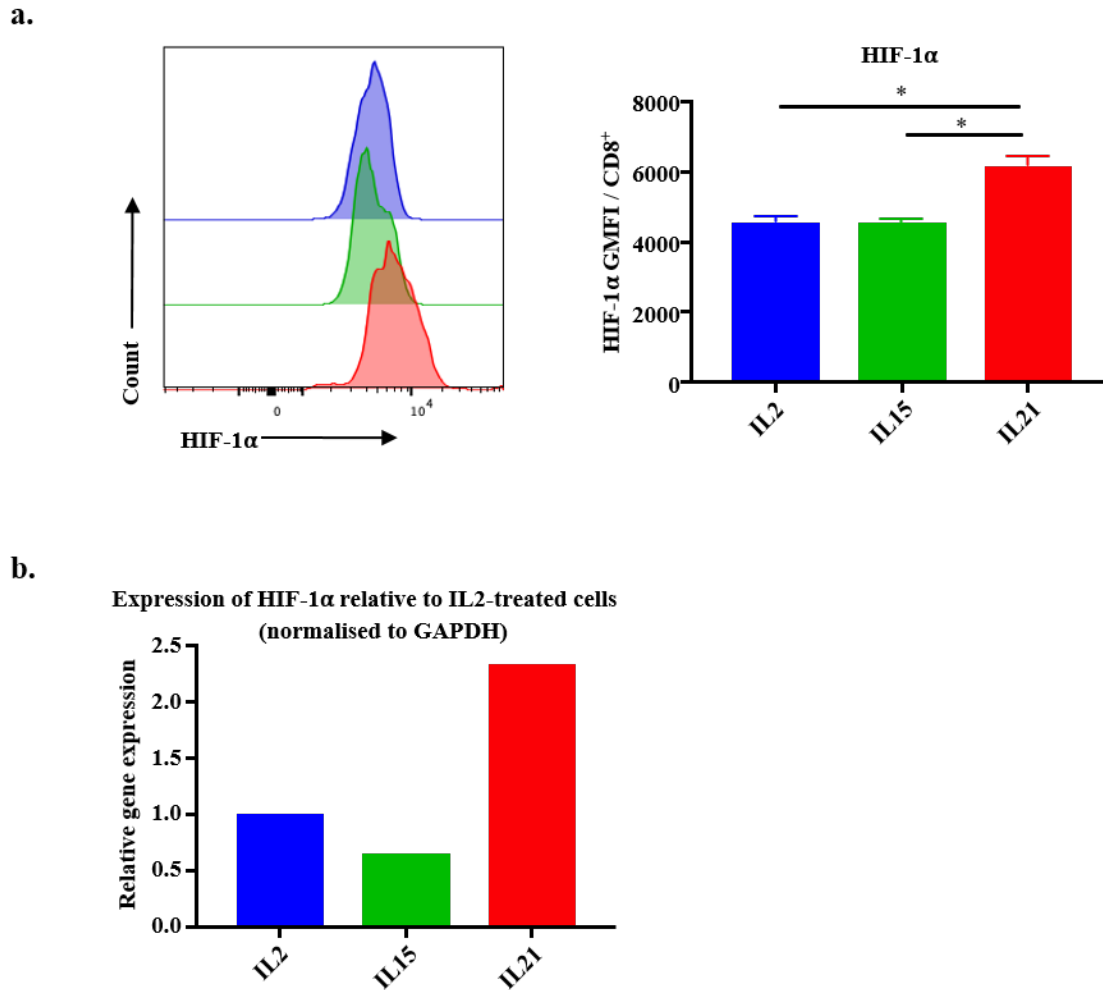 a.
Count
0
10⁴
HIF-1α
HIF-1α
*
*
HIF-1α GMFI / CD8⁺
8000
6000
4000
2000
0
IL2
IL15
IL21
b.
Expression of HIF-1α relative to IL2-treated cells
(normalised to GAPDH)
Relative gene expression
2.5
2.0
1.5
1.0
0.5
0.0
IL2
IL15
IL21